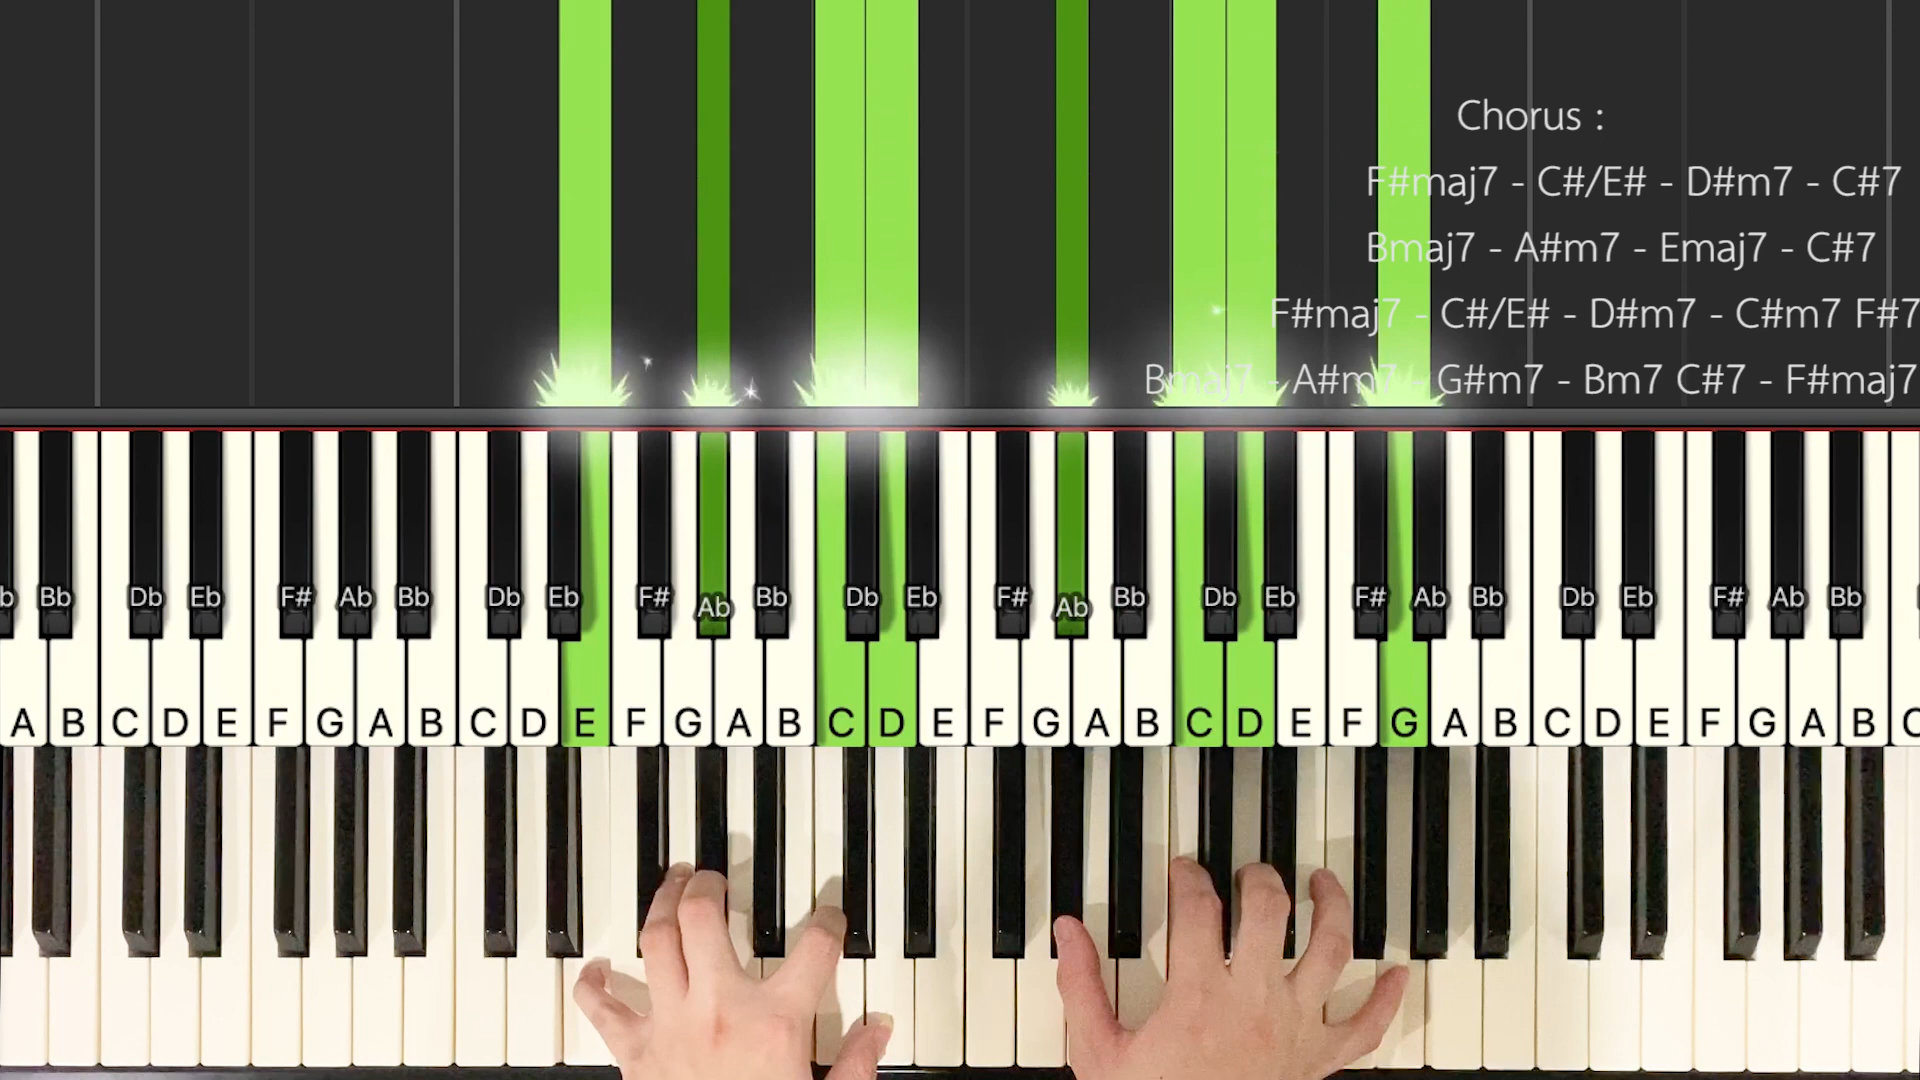 Chorus :
F#maj7 - C#/E# - D#m7 - C#7
Bmaj7 - A#m7 - Emaj7 - C#7
F#maj7 - C#/E# - D#m7 - C#m7 F#7
Bmaj7 - A#m7 - G#m7 - Bm7 C#7 - F#maj7
b Bb Db Eb F# Ab Bb Db Eb F# Ab Bb Db Eb F# Ab Bb Db Eb F# Ab Bb Db Eb F# Ab Bb
A B C D E F G A B C D E F G A B C D E F G A B C D E F G A B C D E F G A B C